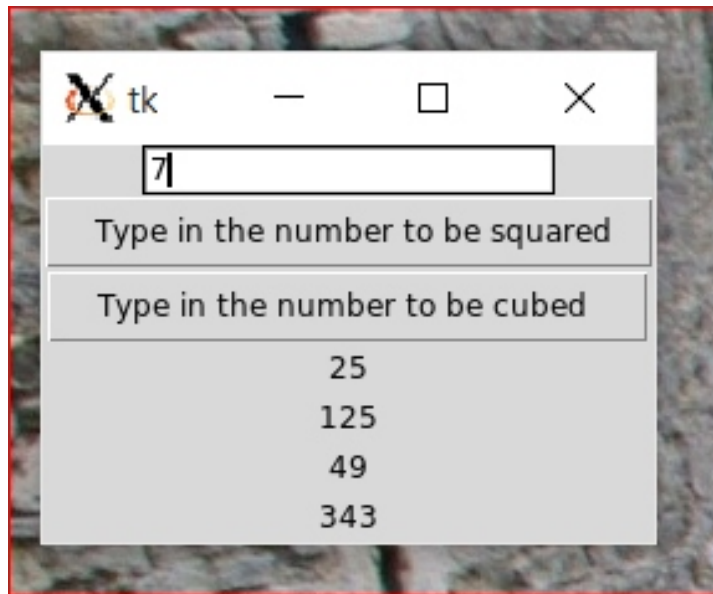 tk
7
Type in the number to be squared
Type in the number to be cubed
25
125
49
343